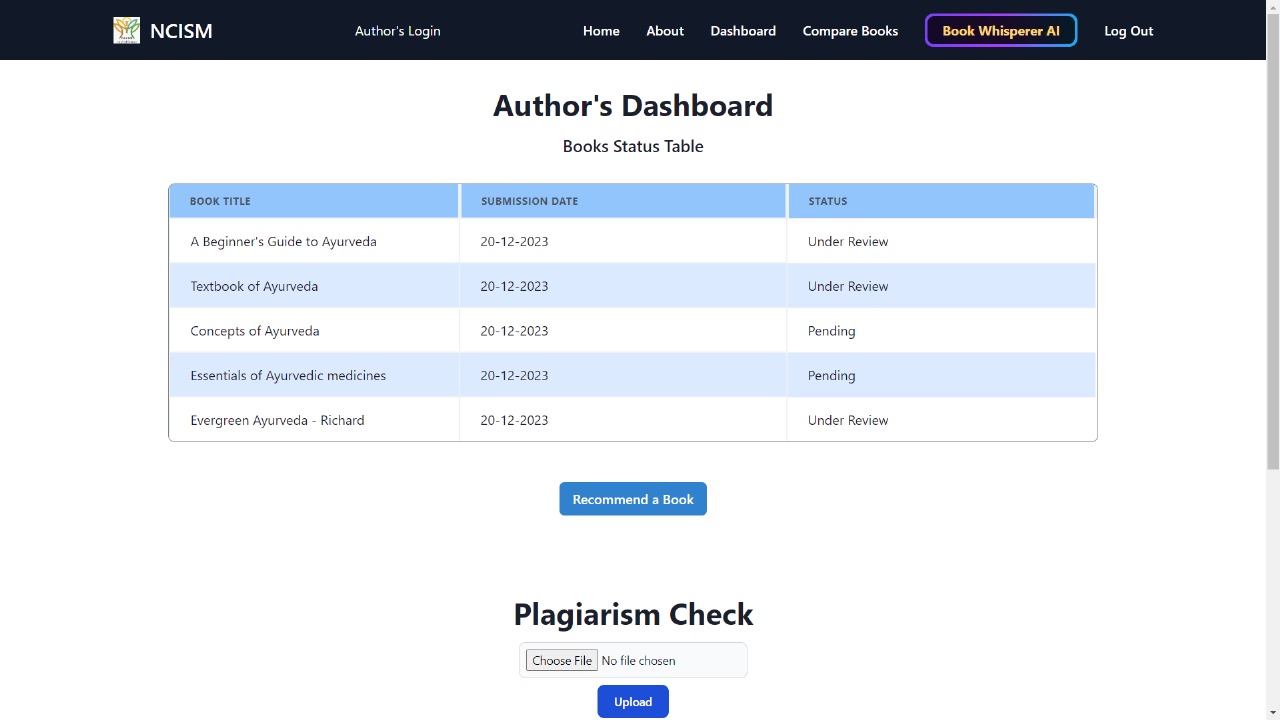 NCISM Author's Login Home About Dashboard Compare Books Book Whisperer AI Log Out
Author's Dashboard
Books Status Table
BOOK TITLE SUBMISSION DATE STATUS
A Beginner's Guide to Ayurveda 20-12-2023 Under Review
Textbook of Ayurveda 20-12-2023 Under Review
Concepts of Ayurveda 20-12-2023 Pending
Essentials of Ayurvedic medicines 20-12-2023 Pending
Evergreen Ayurveda - Richard 20-12-2023 Under Review
Recommend a Book
Plagiarism Check
Choose File No file chosen
Upload